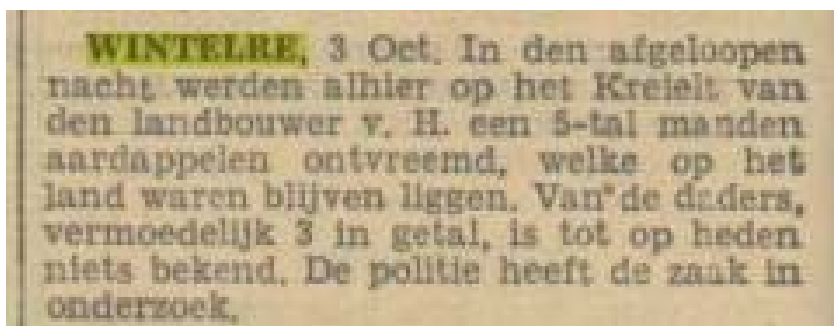 WINTELRE, 3 Oct. In den afgeloopen
nacht werden alhier op het Kreielt van
den landbouwer v. H. een 5-tal manden
aardappelen ontvreemd, welke op het
land waren blijven liggen. Van de daders,
vermoedelijk 3 in getal, is tot op heden
niets bekend. De politie heeft de zaak in
onderzoek.